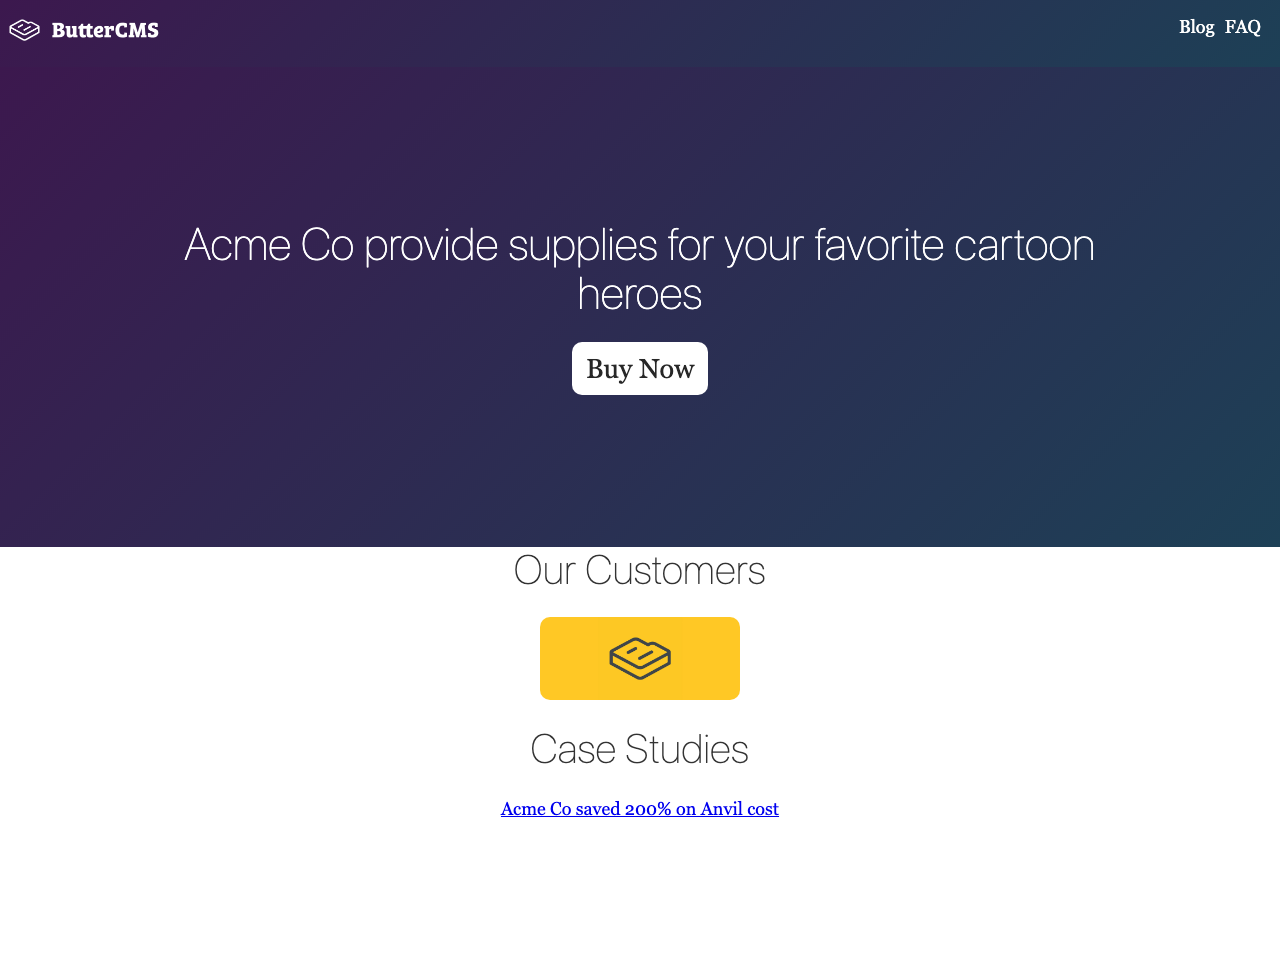 ButterCMS
Blog FAQ
Acme Co provide supplies for your favorite cartoon
heroes
Buy Now
Our Customers
Case Studies
Acme Co saved 200% on Anvil cost